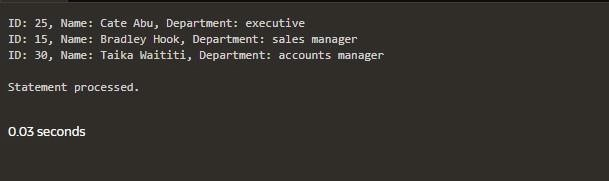 ID: 25, Name: Cate Abu, Department: executive
ID: 15, Name: Bradley Hook, Department: sales manager
ID: 30, Name: Taika Waititi, Department: accounts manager
Statement processed.
0.03 seconds